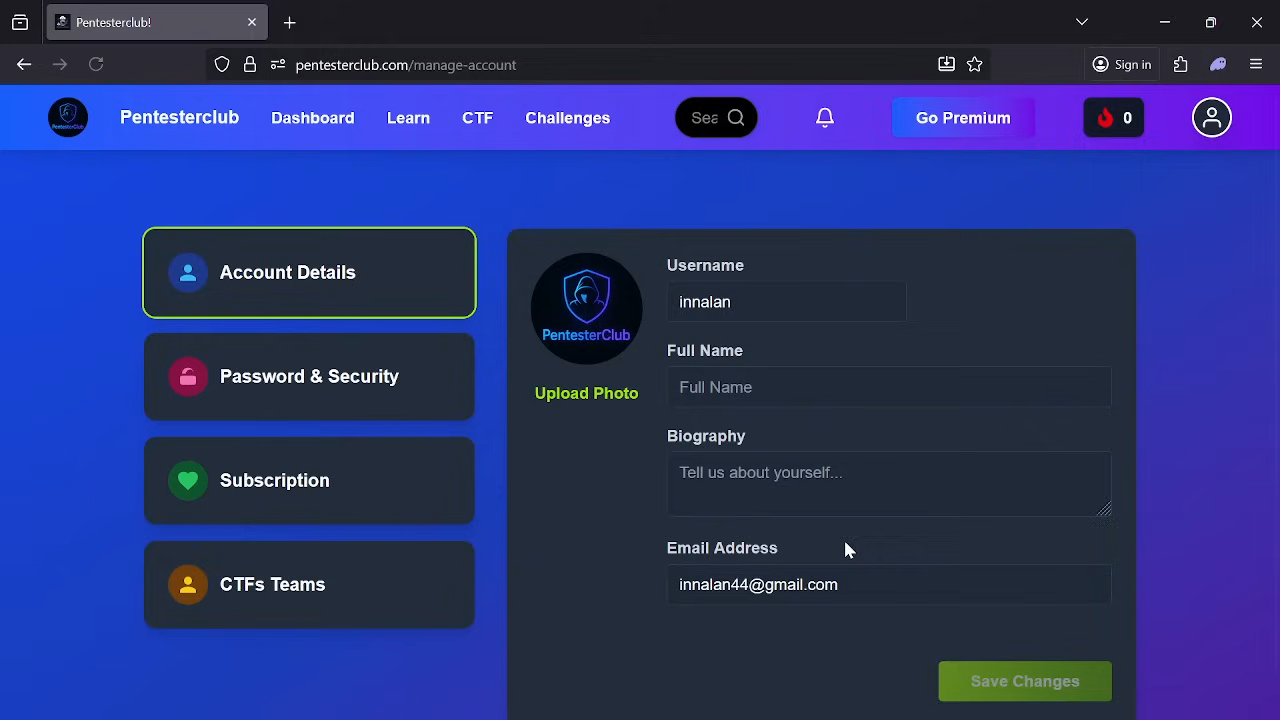 Pentesterclub!
pentesterclub.com/manage-account
Sign in
PentesterClub
Pentesterclub
Dashboard
Learn
CTF
Challenges
Sea
Go Premium
0
Account Details
Password & Security
Subscription
CTFs Teams
PentesterClub
Upload Photo
Username
innalan
Full Name
Full Name
Biography
Tell us about yourself...
Email Address
innalan44@gmail.com
Save Changes